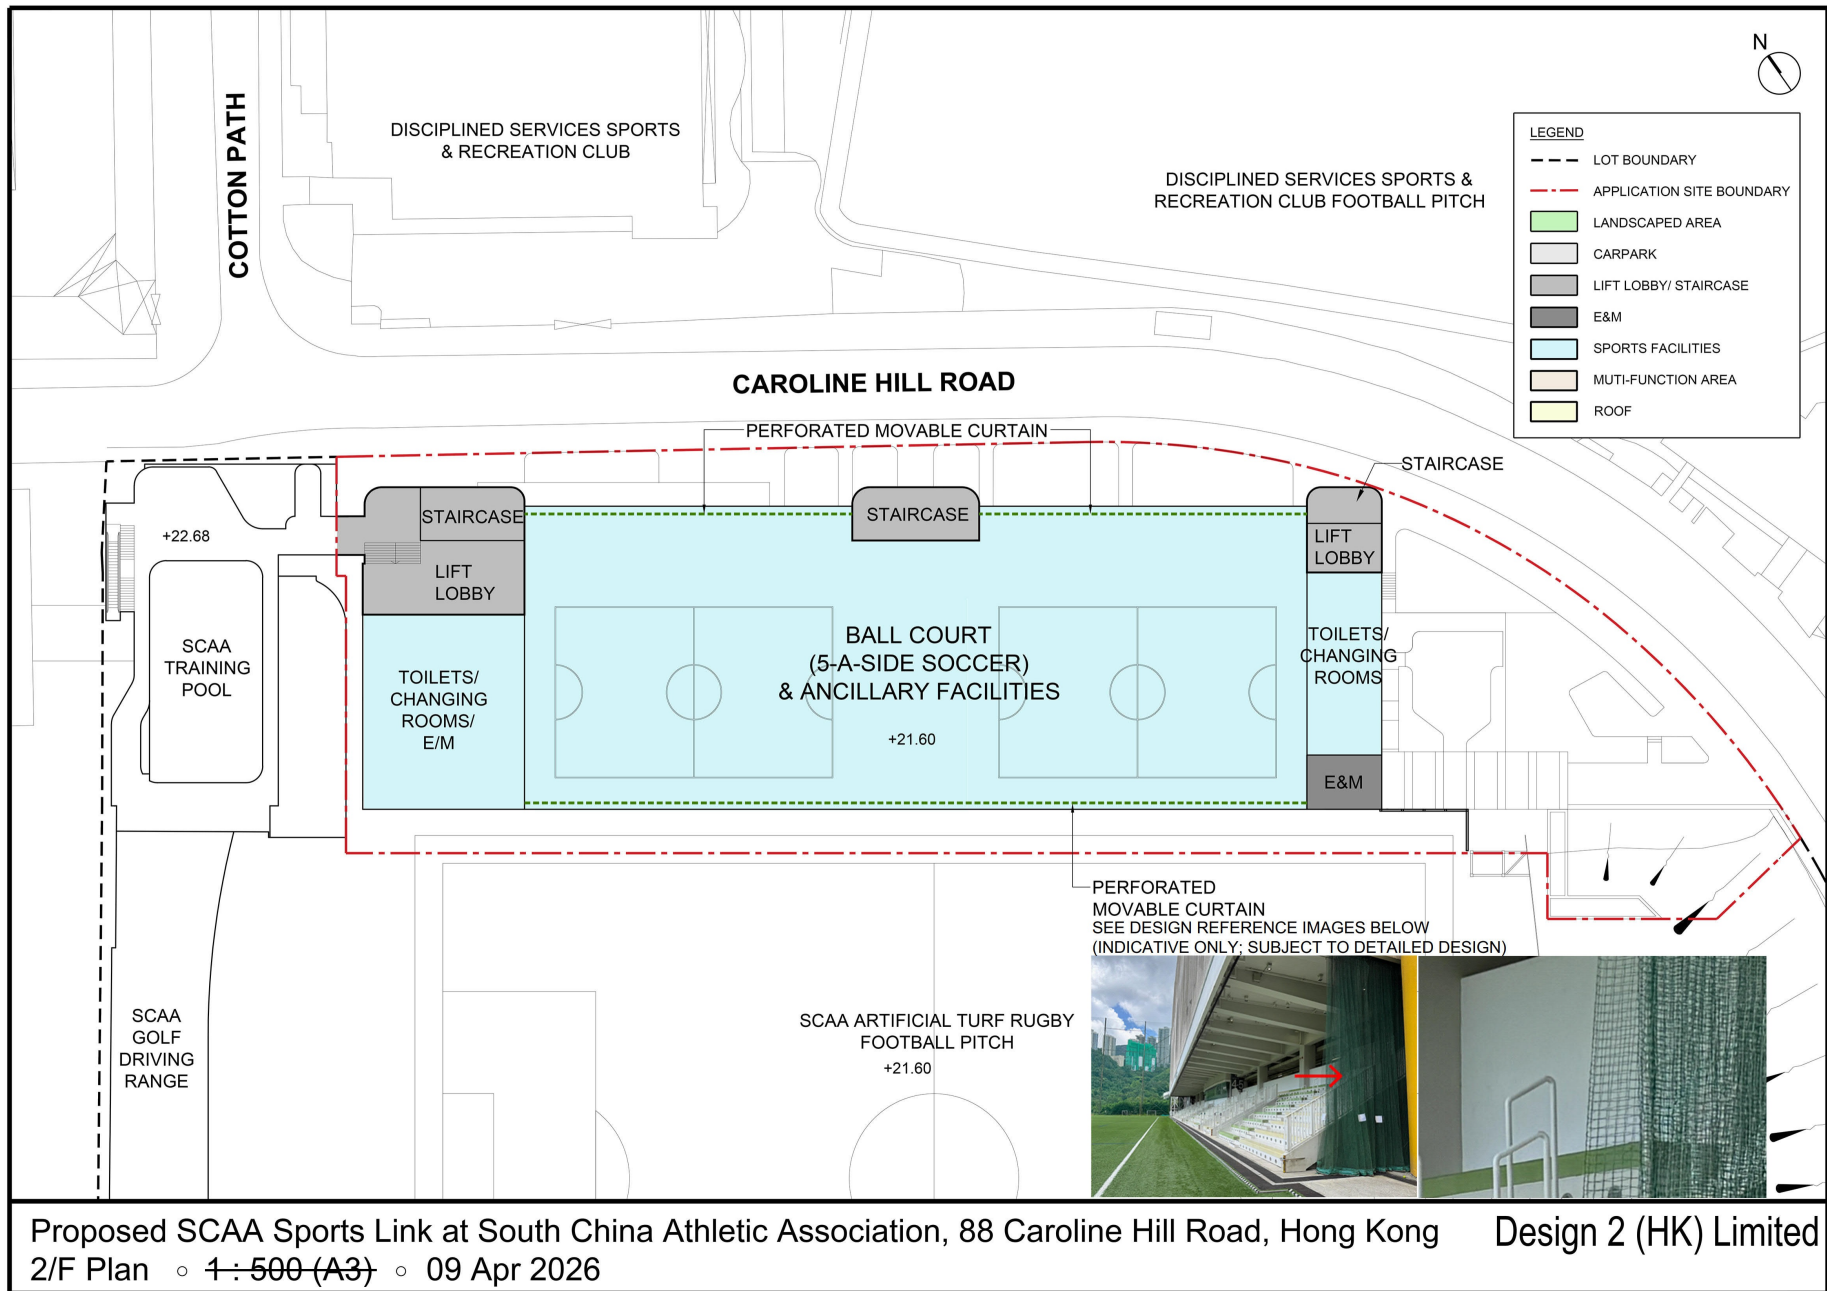 N
LEGEND
LOT BOUNDARY
APPLICATION SITE BOUNDARY
LANDSCAPED AREA
CARPARK
LIFT LOBBY/ STAIRCASE
E&M
SPORTS FACILITIES
MUTI-FUNCTION AREA
ROOF
COTTON PATH
DISCIPLINED SERVICES SPORTS
& RECREATION CLUB
DISCIPLINED SERVICES SPORTS &
RECREATION CLUB FOOTBALL PITCH
CAROLINE HILL ROAD
PERFORATED MOVABLE CURTAIN
STAIRCASE
STAIRCASE
STAIRCASE
+22.68
LIFT
LOBBY
LIFT
LOBBY
SCAA
TRAINING
POOL
TOILETS/
CHANGING
ROOMS/
E/M
BALL COURT
(5-A-SIDE SOCCER)
& ANCILLARY FACILITIES
+21.60
TOILETS/
CHANGING
ROOMS
E&M
PERFORATED
MOVABLE CURTAIN
SEE DESIGN REFERENCE IMAGES BELOW
(INDICATIVE ONLY; SUBJECT TO DETAILED DESIGN)
SCAA
GOLF
DRIVING
RANGE
SCAA ARTIFICIAL TURF RUGBY
FOOTBALL PITCH
+21.60
Proposed SCAA Sports Link at South China Athletic Association, 88 Caroline Hill Road, Hong Kong
Design 2 (HK) Limited
2/F Plan ○ 1 : 500 (A3) ○ 09 Apr 2026